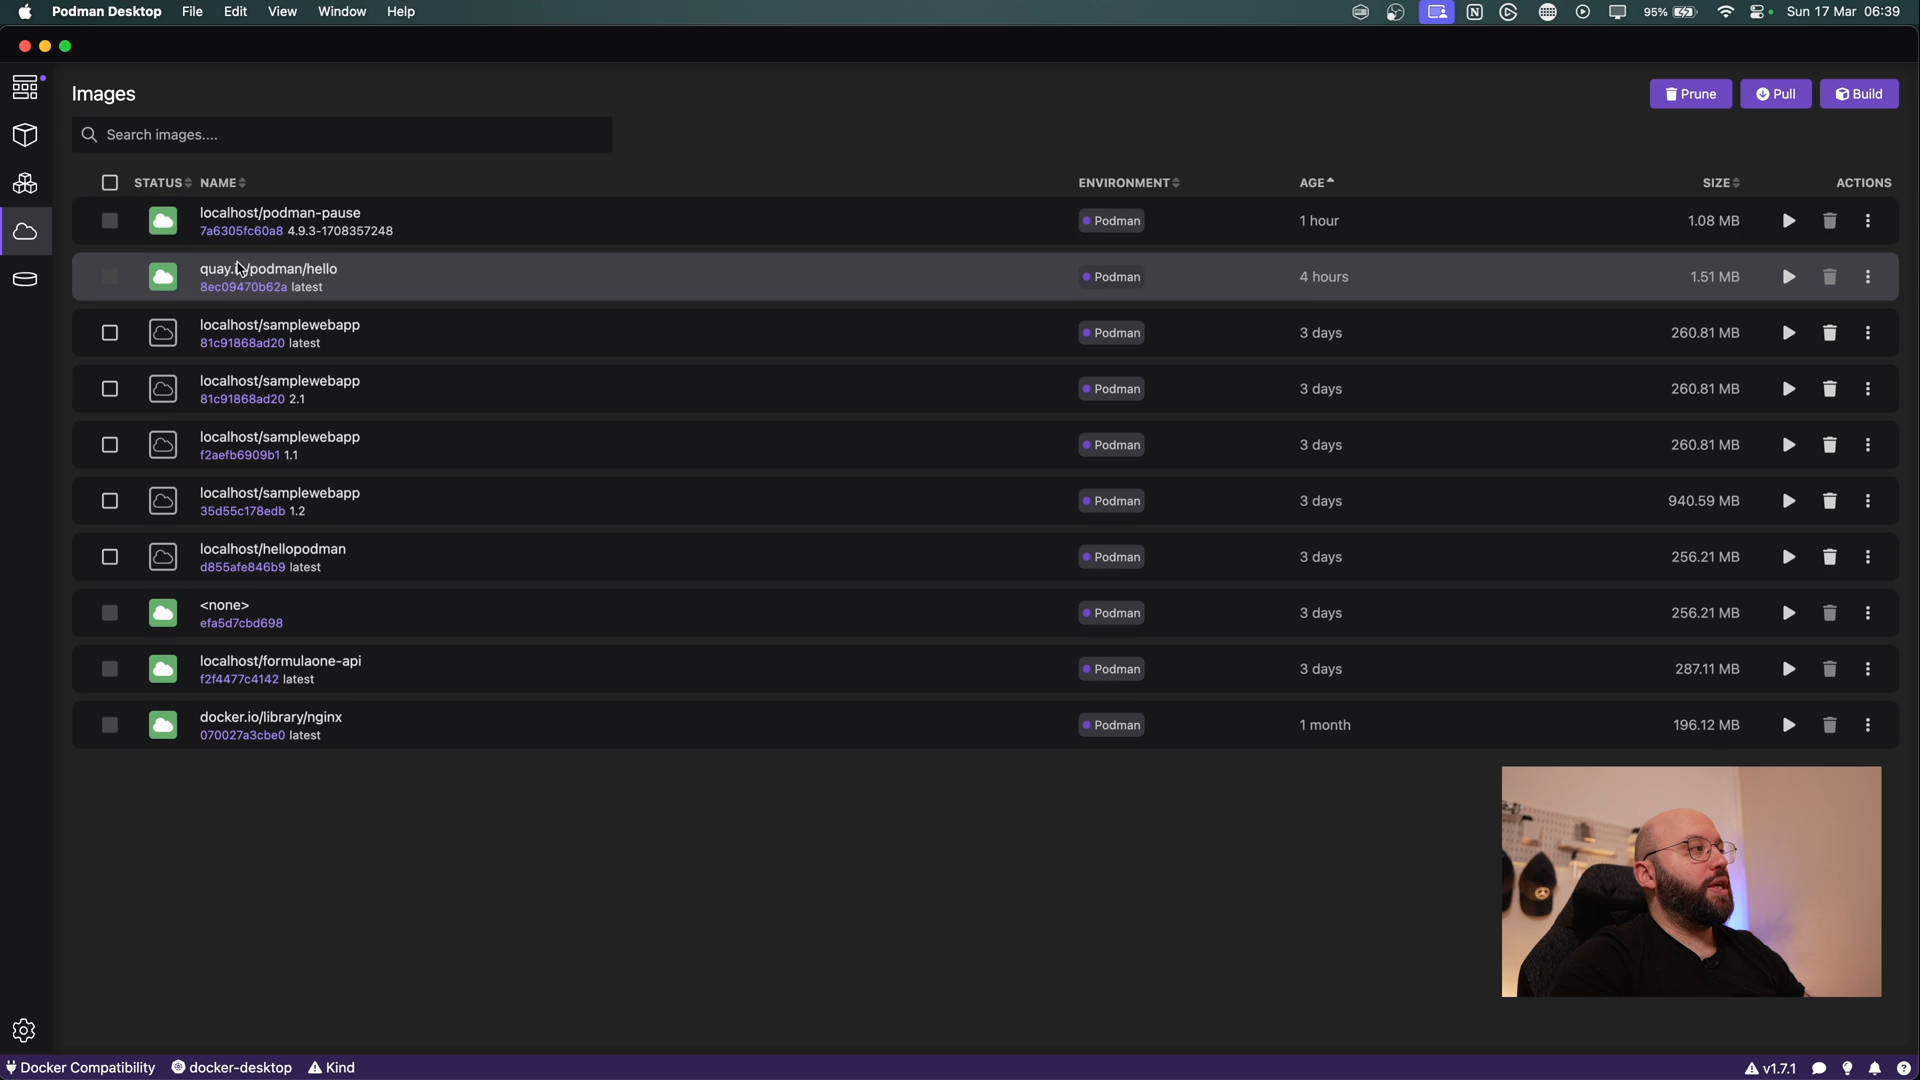 Podman Desktop File Edit View Window Help 95% Sun 17 Mar 06:39
Images
Prune Pull Build
Search images....
STATUS NAME ENVIRONMENT AGE SIZE ACTIONS
localhost/podman-pause
7a6305fc60a8 4.9.3-1708357248
Podman 1 hour 1.08 MB
quay.io/podman/hello
8ec09470b62a latest
Podman 4 hours 1.51 MB
localhost/samplewebapp
81c91868ad20 latest
Podman 3 days 260.81 MB
localhost/samplewebapp
81c91868ad20 2.1
Podman 3 days 260.81 MB
localhost/samplewebapp
f2aefb6909b1 1.1
Podman 3 days 260.81 MB
localhost/samplewebapp
35d55c178edb 1.2
Podman 3 days 940.59 MB
localhost/hellopodman
d855afe846b9 latest
Podman 3 days 256.21 MB
<none>
efa5d7cbd698
Podman 3 days 256.21 MB
localhost/formulaone-api
f2f4477c4142 latest
Podman 3 days 287.11 MB
docker.io/library/nginx
070027a3cbe0 latest
Podman 1 month 196.12 MB
Docker Compatibility docker-desktop Kind v1.7.1